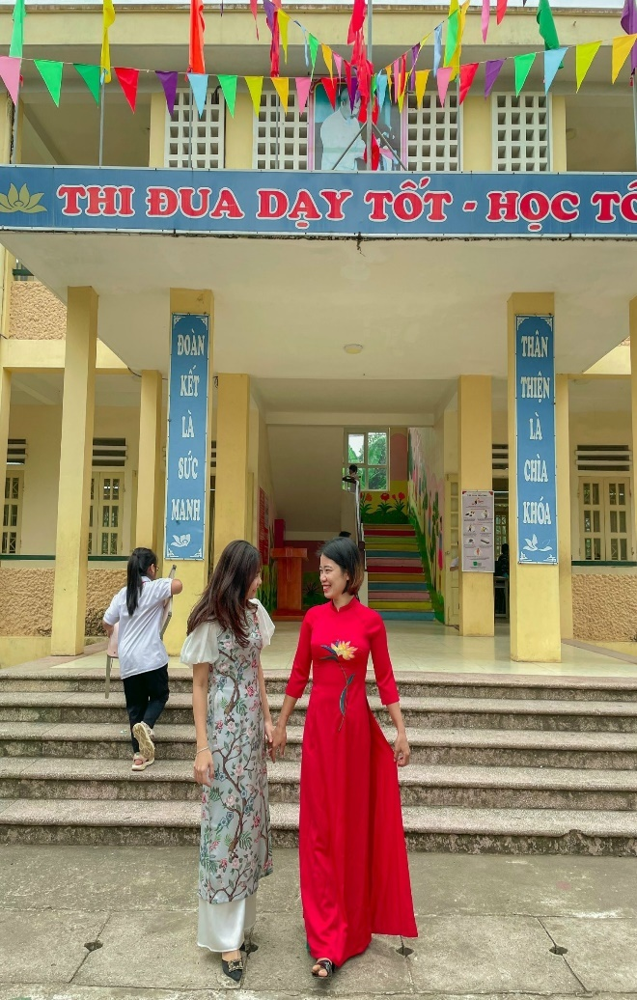 THI ĐUA DẠY TỐT - HỌC TỐ
ĐOÀN
KẾT
LÀ
SỨC
MẠNH
THÂN
THIỆN
LÀ
CHÌA
KHÓA